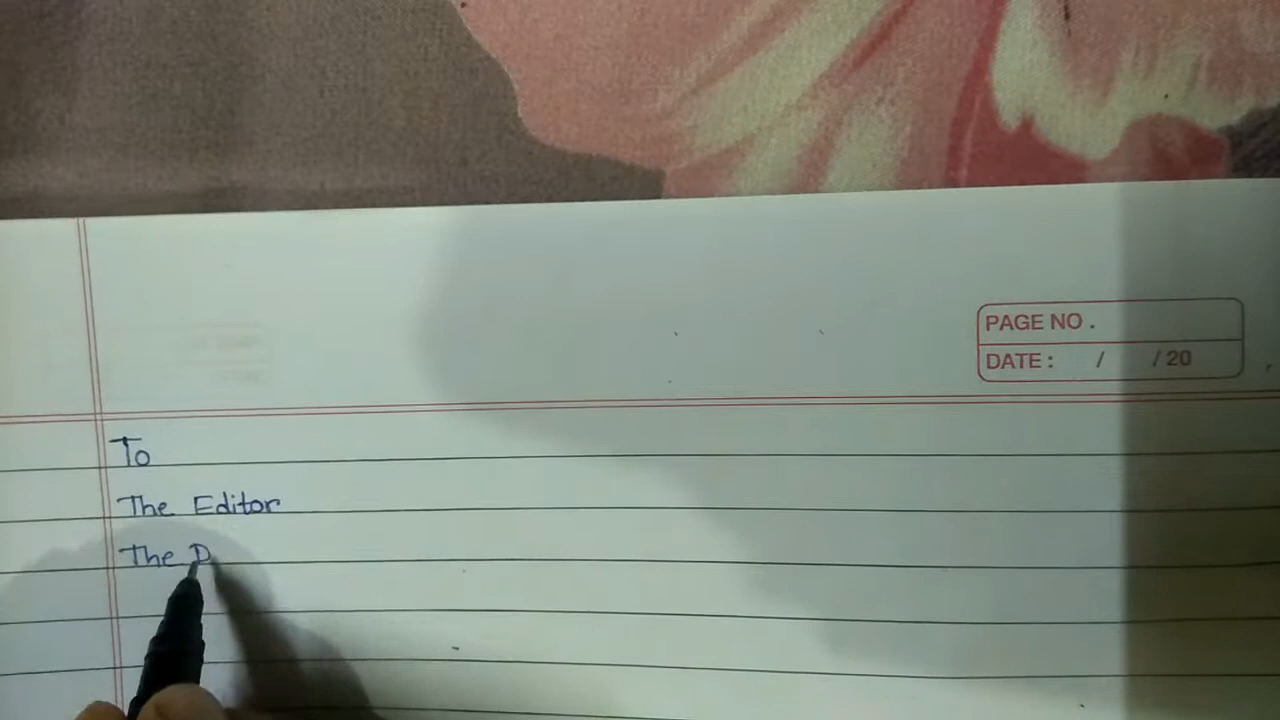 PAGE NO .
DATE : / / 20
To
The Editor
The D